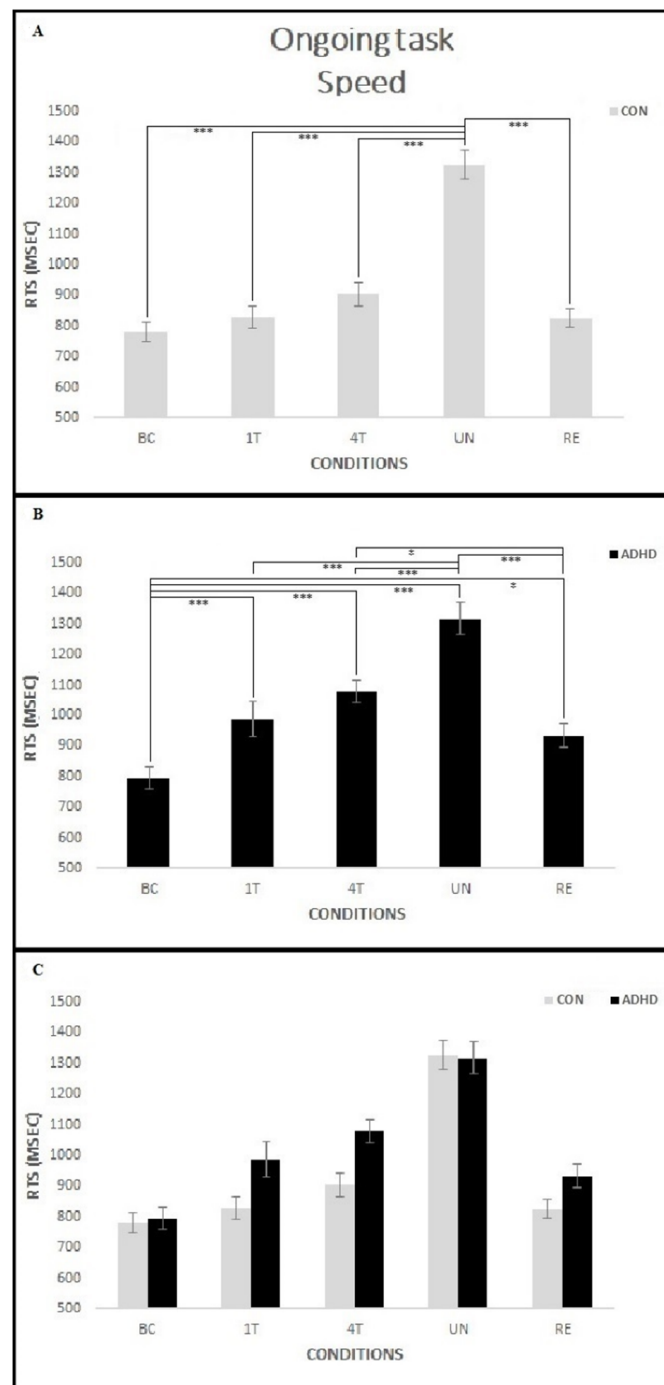 A
Ongoing task
Speed
1500
1400
1300
1200
1100
1000
900
800
700
600
500
RTS (MSEC)
CON
***
***
***
***
BC 1T 4T UN RE
CONDITIONS
B
1500
1400
1300
1200
1100
1000
900
800
700
600
500
RTS (MSEC)
ADHD
*
***
***
***
***
***
***
*
BC 1T 4T UN RE
CONDITIONS
C
1500
1400
1300
1200
1100
1000
900
800
700
600
500
RTS (MSEC)
CON ADHD
BC 1T 4T UN RE
CONDITIONS